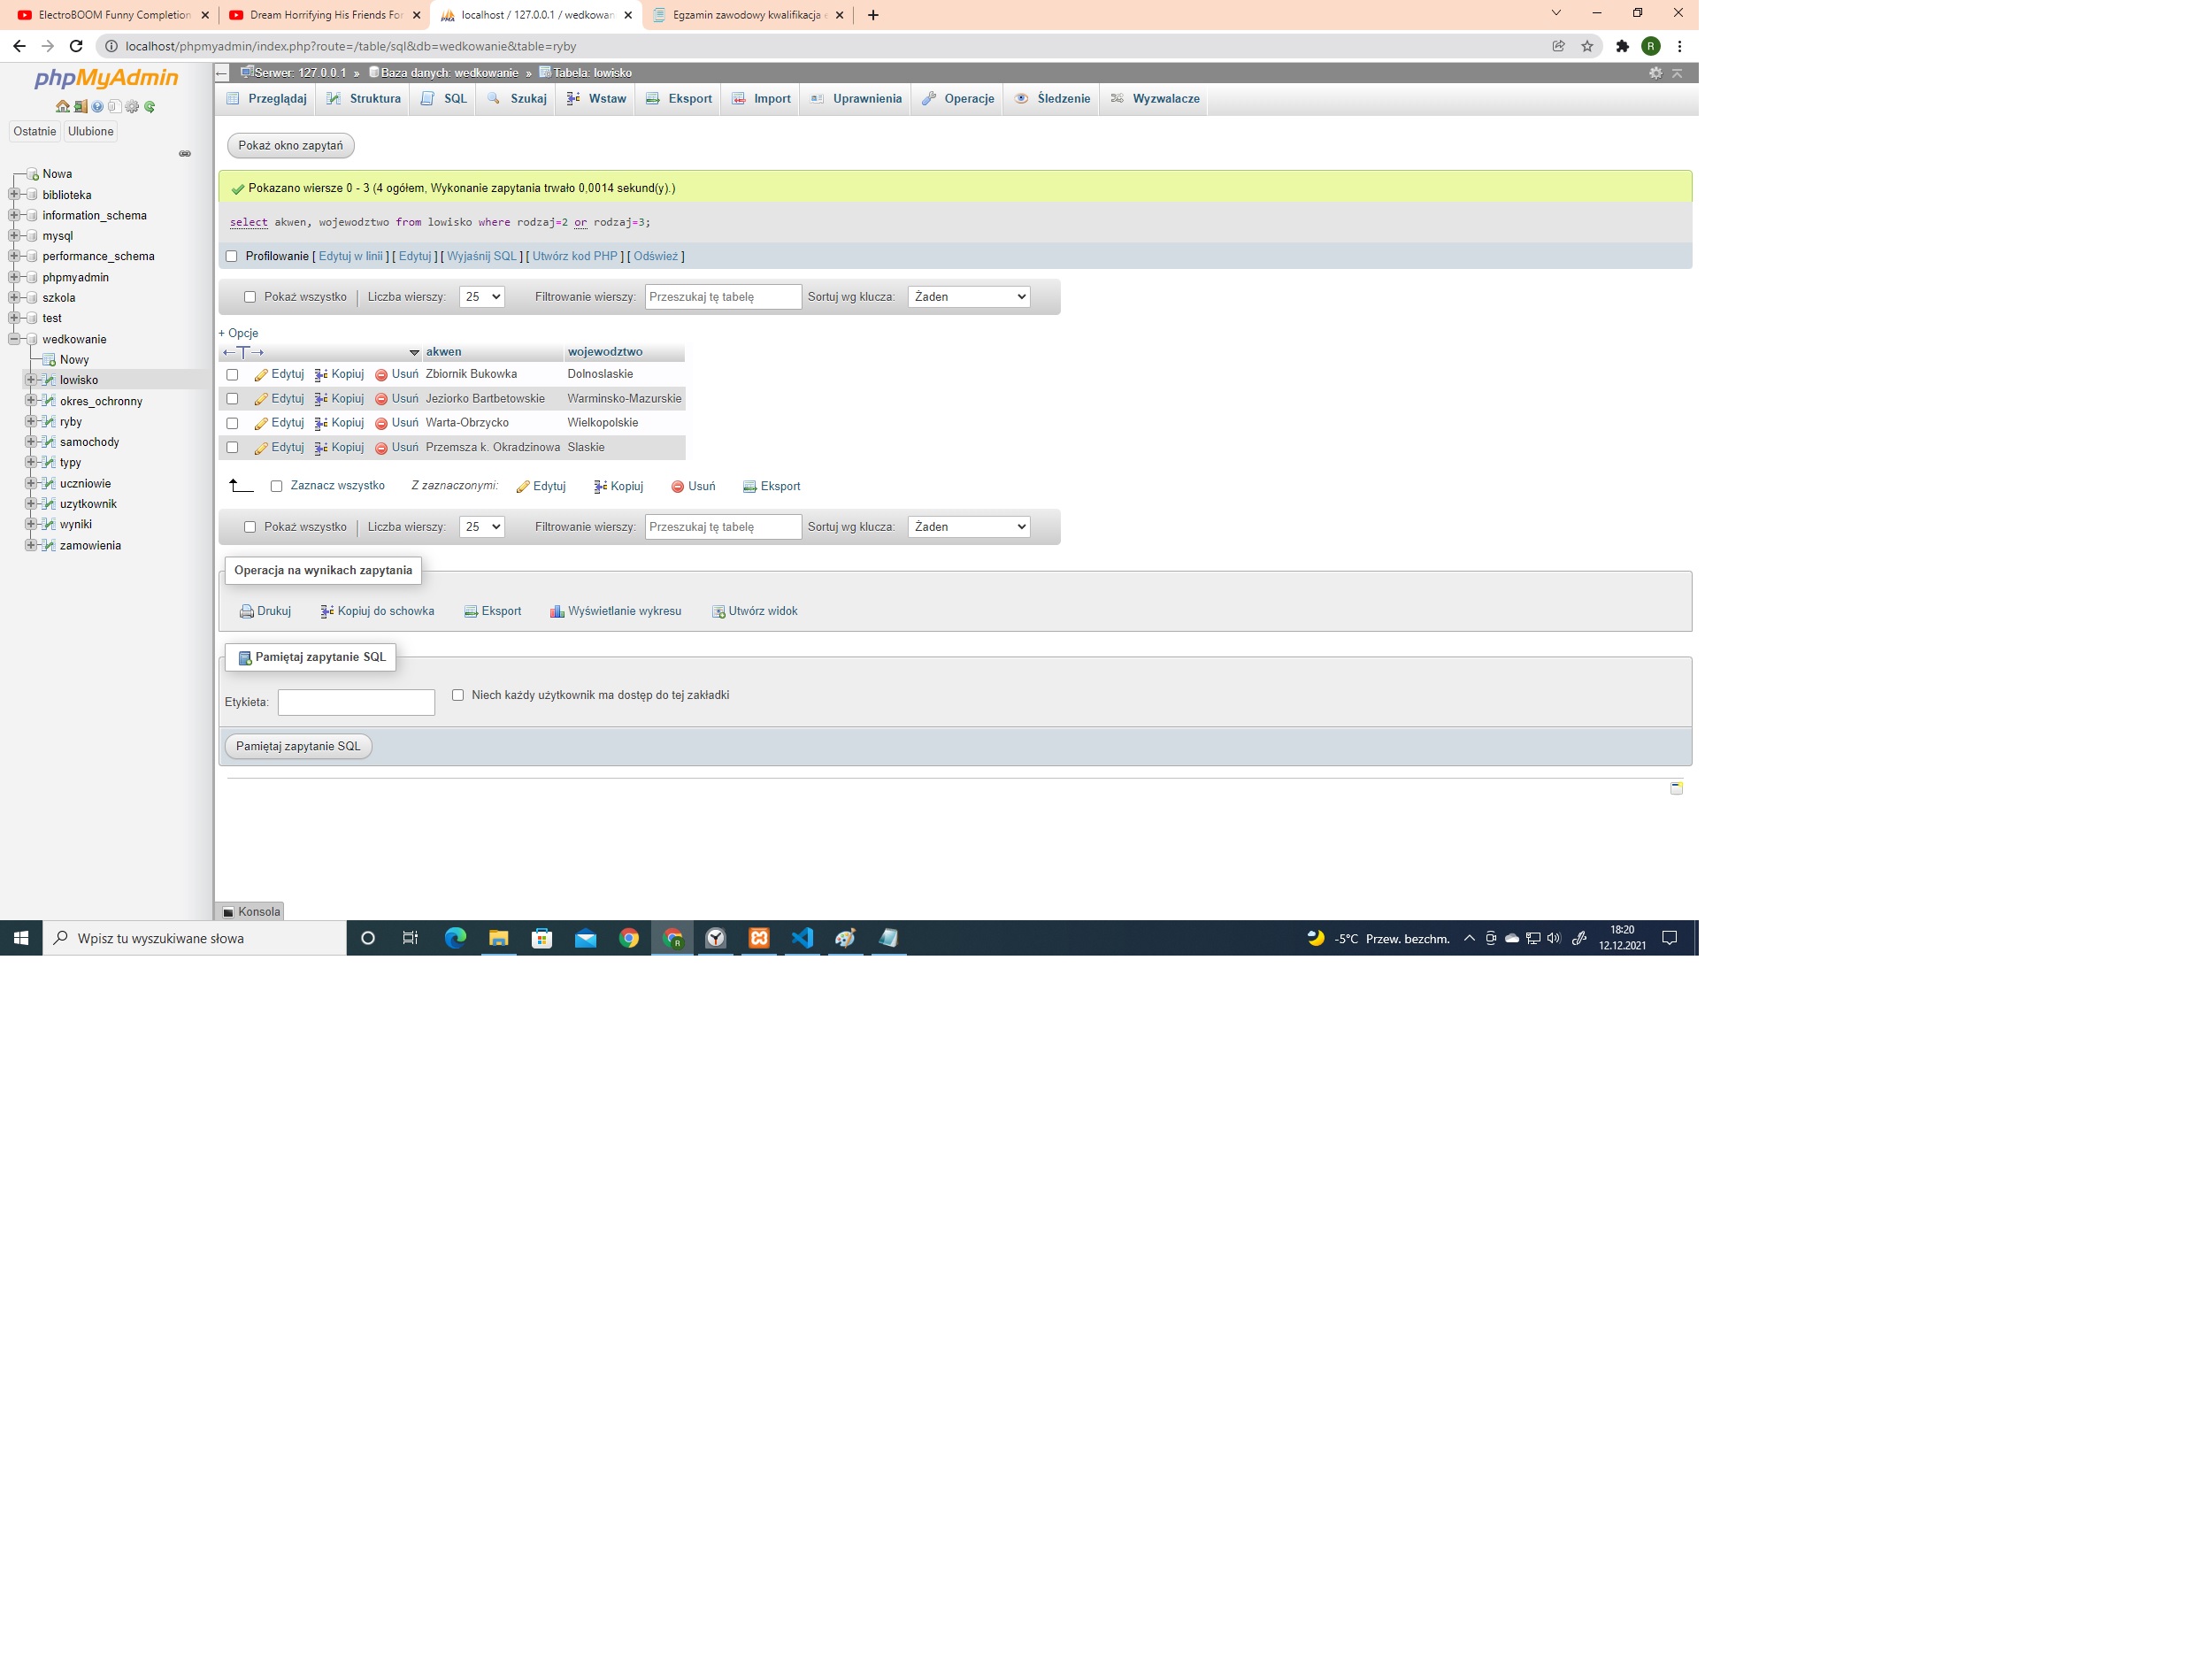 ElectroBOOM Funny Completion
Dream Horrifying His Friends For
localhost / 127.0.0.1 / wedkowan
Egzamin zawodowy kwalifikacja e
localhost/phpmyadmin/index.php?route=/table/sql&db=wedkowanie&table=ryby
R
phpMyAdmin
Ostatnie Ulubione
Nowa
biblioteka
information_schema
mysql
performance_schema
phpmyadmin
szkola
test
wedkowanie
Nowy
lowisko
okres_ochronny
ryby
samochody
typy
uczniowie
uzytkownik
wyniki
zamowienia
Serwer: 127.0.0.1 » Baza danych: wedkowanie » Tabela: lowisko
Przeglądaj Struktura SQL Szukaj Wstaw Eksport Import Uprawnienia Operacje Śledzenie Wyzwalacze
Pokaż okno zapytań
Pokazano wiersze 0 - 3 (4 ogółem, Wykonanie zapytania trwało 0,0014 sekund(y).)
select akwen, wojewodztwo from lowisko where rodzaj=2 or rodzaj=3;
Profilowanie [ Edytuj w linii ] [ Edytuj ] [ Wyjaśnij SQL ] [ Utwórz kod PHP ] [ Odśwież ]
Pokaż wszystko | Liczba wierszy: 25 Filtrowanie wierszy: Przeszukaj tę tabelę Sortuj wg klucza: Żaden
+ Opcje
←T→ akwen wojewodztwo
Edytuj Kopiuj Usuń Zbiornik Bukowka Dolnoslaskie
Edytuj Kopiuj Usuń Jeziorko Bartbetowskie Warminsko-Mazurskie
Edytuj Kopiuj Usuń Warta-Obrzycko Wielkopolskie
Edytuj Kopiuj Usuń Przemsza k. Okradzinowa Slaskie
Zaznacz wszystko Z zaznaczonymi: Edytuj Kopiuj Usuń Eksport
Pokaż wszystko | Liczba wierszy: 25 Filtrowanie wierszy: Przeszukaj tę tabelę Sortuj wg klucza: Żaden
Operacja na wynikach zapytania
Drukuj Kopiuj do schowka Eksport Wyświetlanie wykresu Utwórz widok
Pamiętaj zapytanie SQL
Etykieta: Niech każdy użytkownik ma dostęp do tej zakładki
Pamiętaj zapytanie SQL
Konsola
Wpisz tu wyszukiwane słowa
-5°C Przew. bezchm.
18:20
12.12.2021